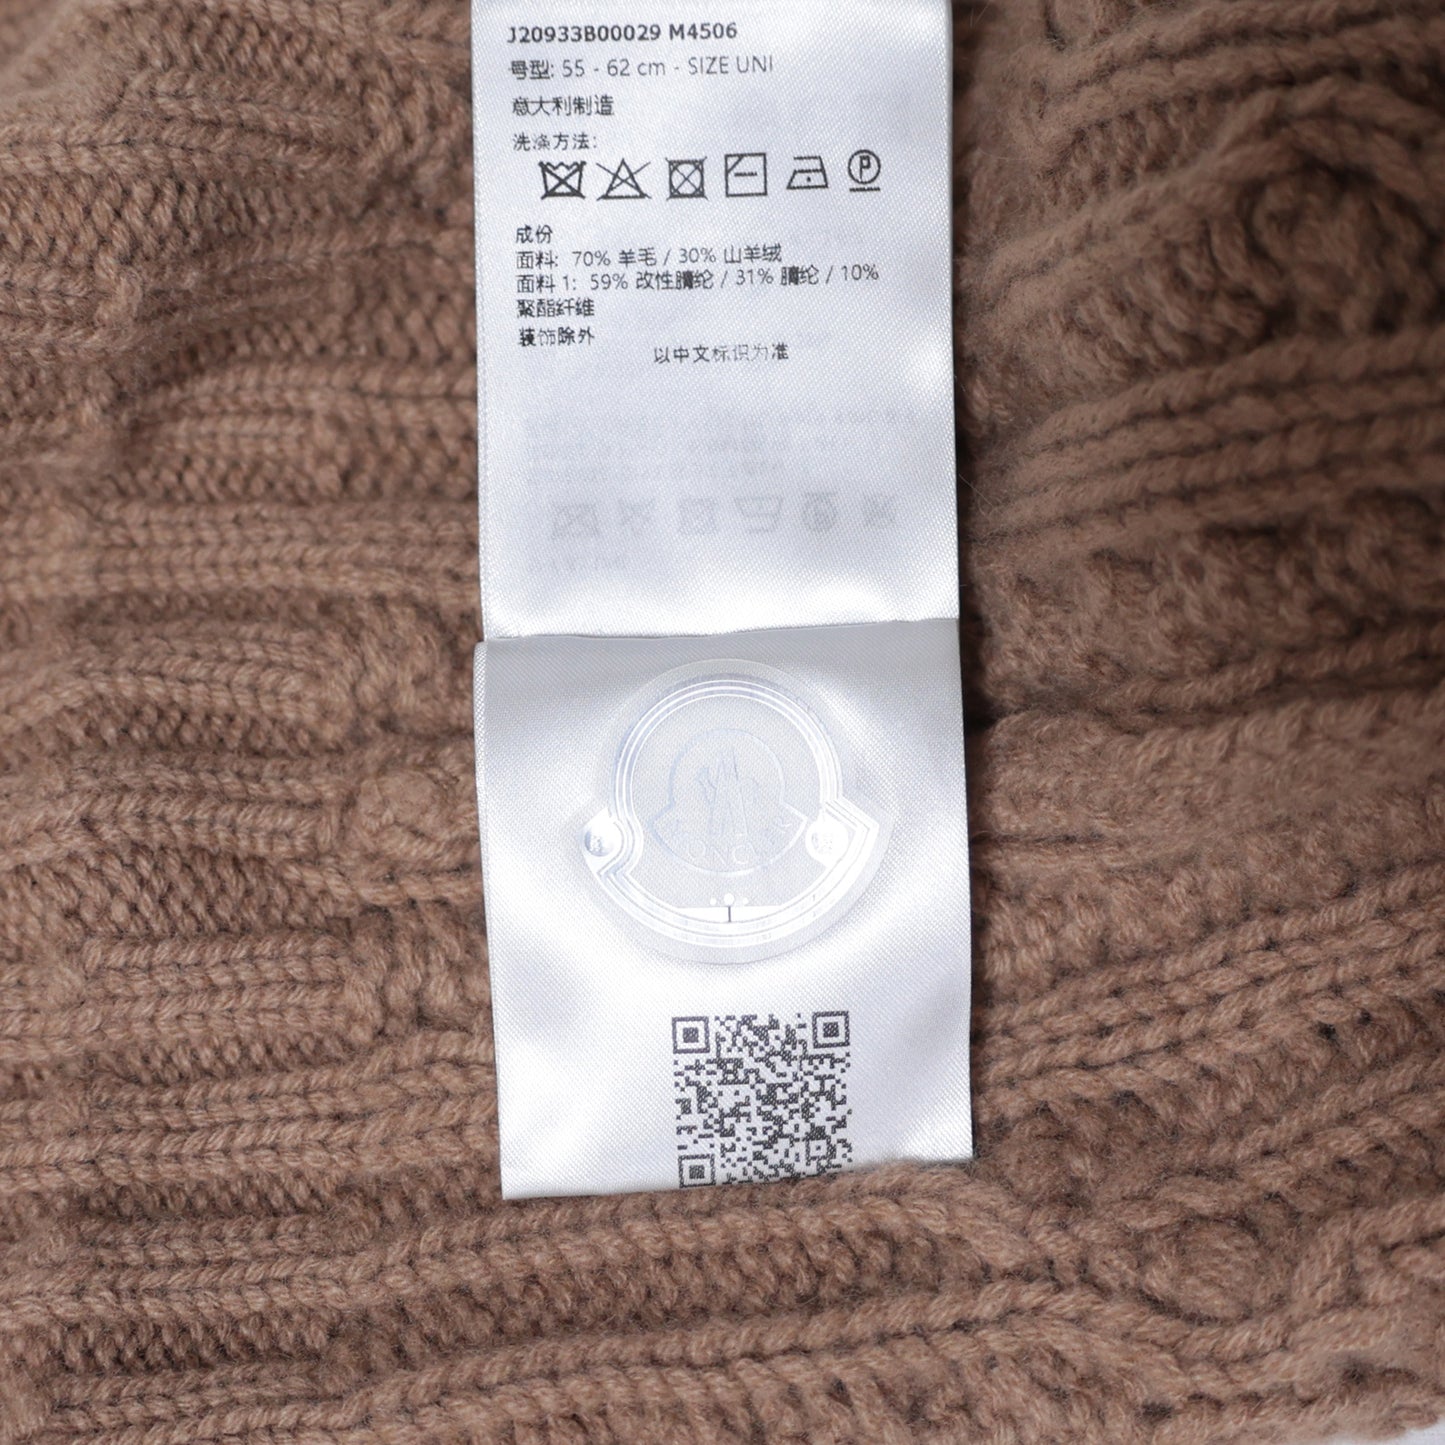 J20933B00029 M4506
号型: 55 - 62 cm - SIZE UNI
意大利制造
洗涤方法:
P
成份
面料: 70% 羊毛 / 30% 山羊绒
面料 1: 59% 改性腈纶 / 31% 腈纶 / 10%
聚酯纤维
装饰除外
以中文标识为准